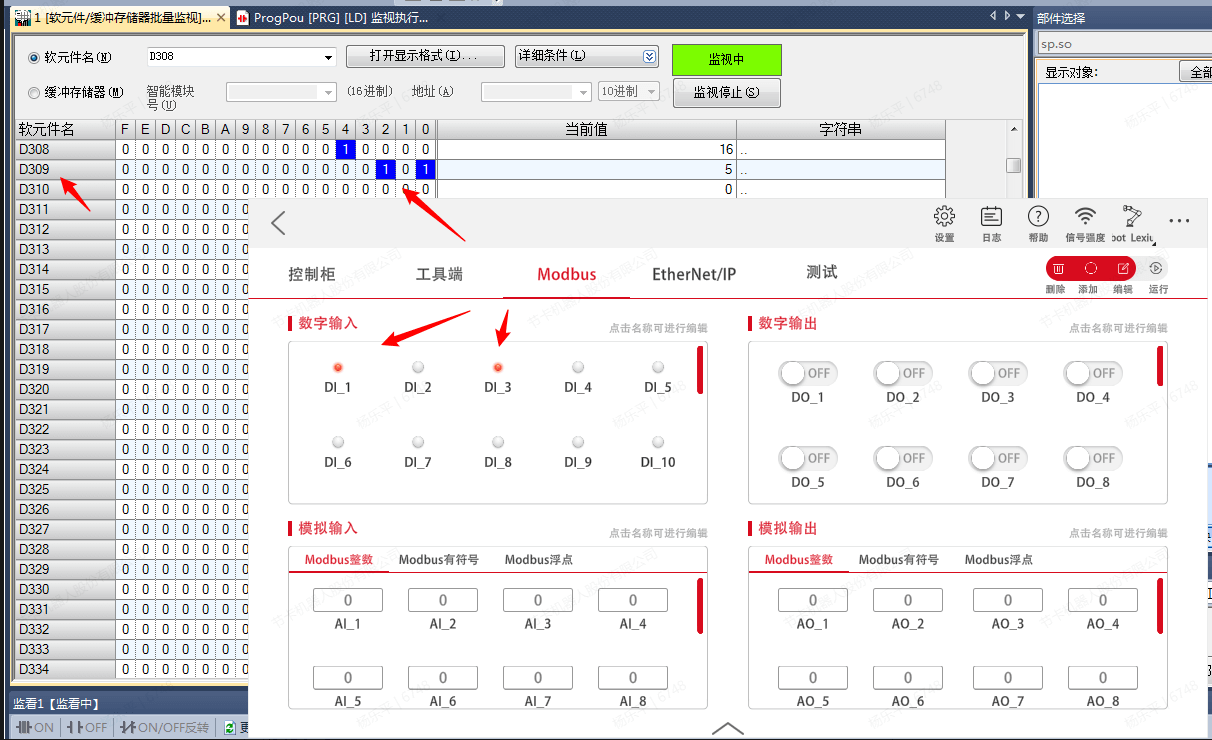 1 [软元件/缓冲存储器批量监视]...
ProgPou [PRG] [LD] 监视执行...
部件选择
软元件名(N)
D308
打开显示格式(I)...
详细条件(L)
监视中
sp.so
显示对象:
全部
缓冲存储器(M)
智能模块号(U)
(16进制)
地址(A)
10进制
监视停止(S)
软元件名 F E D C B A 9 8 7 6 5 4 3 2 1 0 当前值 字符串
D308 0 0 0 0 0 0 0 0 0 0 0 1 0 0 0 0 16 ..
D309 0 0 0 0 0 0 0 0 0 0 0 0 0 1 0 1 5 ..
D310 0 0 0 0 0 0 0 0 0 0 0 0 0 0 0 0 0 ..
D311 0 0 0 0 0 0 0
D312 0 0 0 0 0 0 0
D313 0 0 0 0 0 0 0
D314 0 0 0 0 0 0 0
D315 0 0 0 0 0 0 0
D316 0 0 0 0 0 0 0
D317 0 0 0 0 0 0 0
D318 0 0 0 0 0 0 0
D319 0 0 0 0 0 0 0
D320 0 0 0 0 0 0 0
D321 0 0 0 0 0 0 0
D322 0 0 0 0 0 0 0
D323 0 0 0 0 0 0 0
D324 0 0 0 0 0 0 0
D325 0 0 0 0 0 0 0
D326 0 0 0 0 0 0 0
D327 0 0 0 0 0 0 0
D328 0 0 0 0 0 0 0
D329 0 0 0 0 0 0 0
D330 0 0 0 0 0 0 0
D331 0 0 0 0 0 0 0
D332 0 0 0 0 0 0 0
D333 0 0 0 0 0 0 0
D334 0 0 0 0 0 0 0
监看1【监看中】
ON
OFF
ON/OFF反转
设置
日志
帮助
信号强度
bot Lexiu
控制柜
工具端
Modbus
EtherNet/IP
测试
删除
添加
编辑
运行
数字输入
点击名称可进行编辑
DI_1 DI_2 DI_3 DI_4 DI_5
DI_6 DI_7 DI_8 DI_9 DI_10
数字输出
点击名称可进行编辑
OFF OFF OFF OFF
DO_1 DO_2 DO_3 DO_4
OFF OFF OFF OFF
DO_5 DO_6 DO_7 DO_8
模拟输入
点击名称可进行编辑
Modbus整数 Modbus有符号 Modbus浮点
0 0 0 0
AI_1 AI_2 AI_3 AI_4
0 0 0 0
AI_5 AI_6 AI_7 AI_8
模拟输出
点击名称可进行编辑
Modbus整数 Modbus有符号 Modbus浮点
0 0 0 0
AO_1 AO_2 AO_3 AO_4
0 0 0 0
AO_5 AO_6 AO_7 AO_8